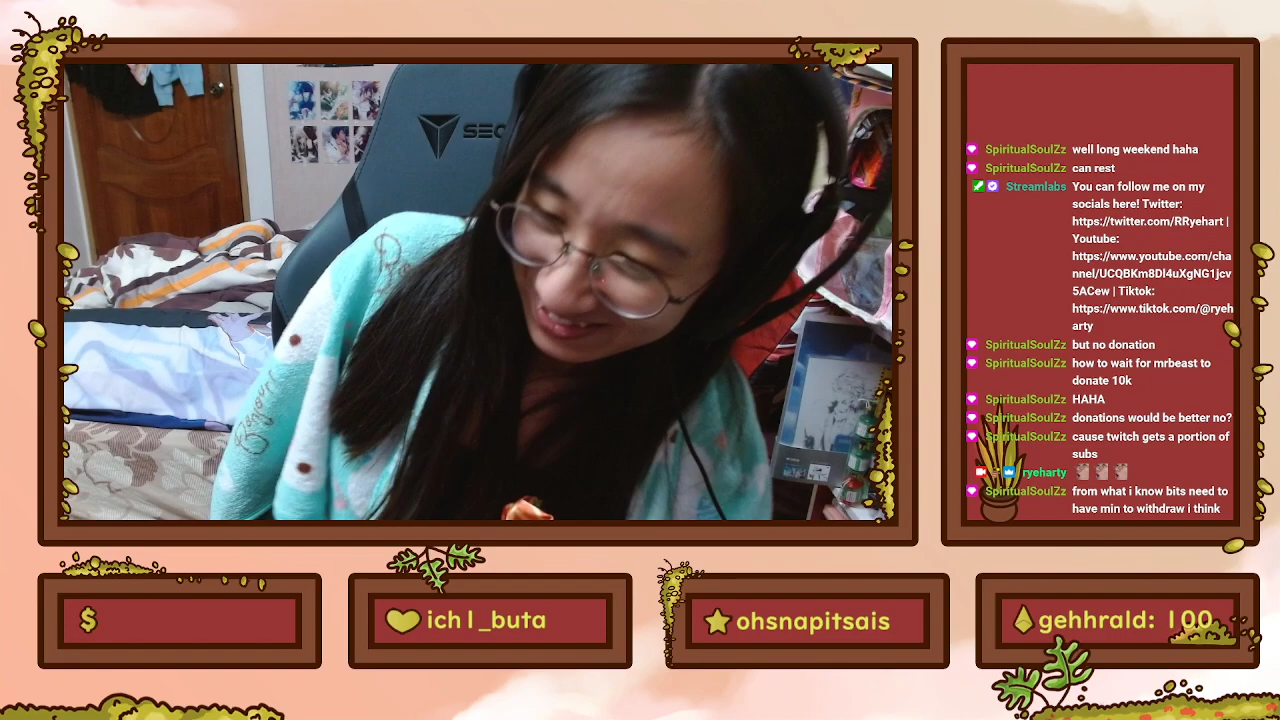 SEC
SpiritualSoulZz well long weekend haha
SpiritualSoulZz can rest
Streamlabs You can follow me on my
socials here! Twitter:
https://twitter.com/RRyehart |
Youtube:
https://www.youtube.com/cha
nnel/UCQBKm8DI4uXgNG1jcv
5ACew | Tiktok:
https://www.tiktok.com/@ryeh
arty
SpiritualSoulZz but no donation
SpiritualSoulZz how to wait for mrbeast to
donate 10k
SpiritualSoulZz HAHA
SpiritualSoulZz donations would be better no?
SpiritualSoulZz cause twitch gets a portion of
subs
ryeharty
SpiritualSoulZz from what i know bits need to
have min to withdraw i think
$
ich1_buta
ohsnapitsais
gehhrald: 100